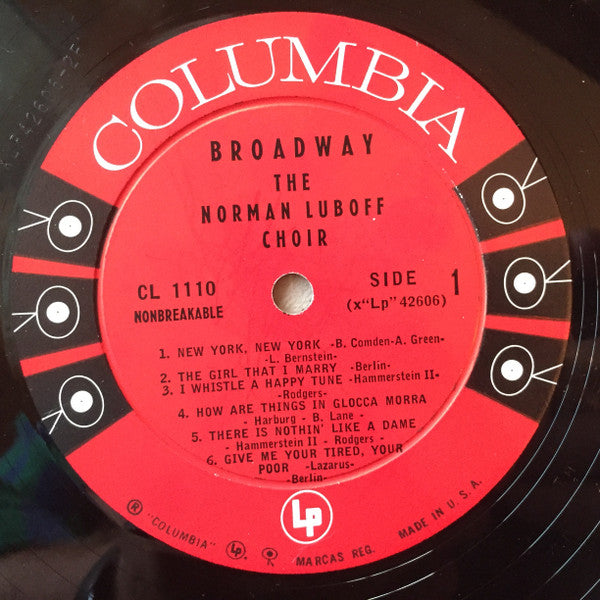 COLUMBIA
BROADWAY
THE
NORMAN LUBOFF
CHOIR
CL 1110
NONBREAKABLE
SIDE 1
(x"Lp" 42606)
1. NEW YORK, NEW YORK -B. Comden-A. Green-
-L. Bernstein-
2. THE GIRL THAT I MARRY -Berlin-
3. I WHISTLE A HAPPY TUNE -Hammerstein II-
-Rodgers-
4. HOW ARE THINGS IN GLOCCA MORRA
- Harburg - B. Lane -
5. THERE IS NOTHIN' LIKE A DAME
- Hammerstein II - Rodgers -
6. GIVE ME YOUR TIRED, YOUR
POOR -Lazarus-
-Berlin-
Lp
® "COLUMBIA" Lp MARCAS REG. MADE IN U.S.A.